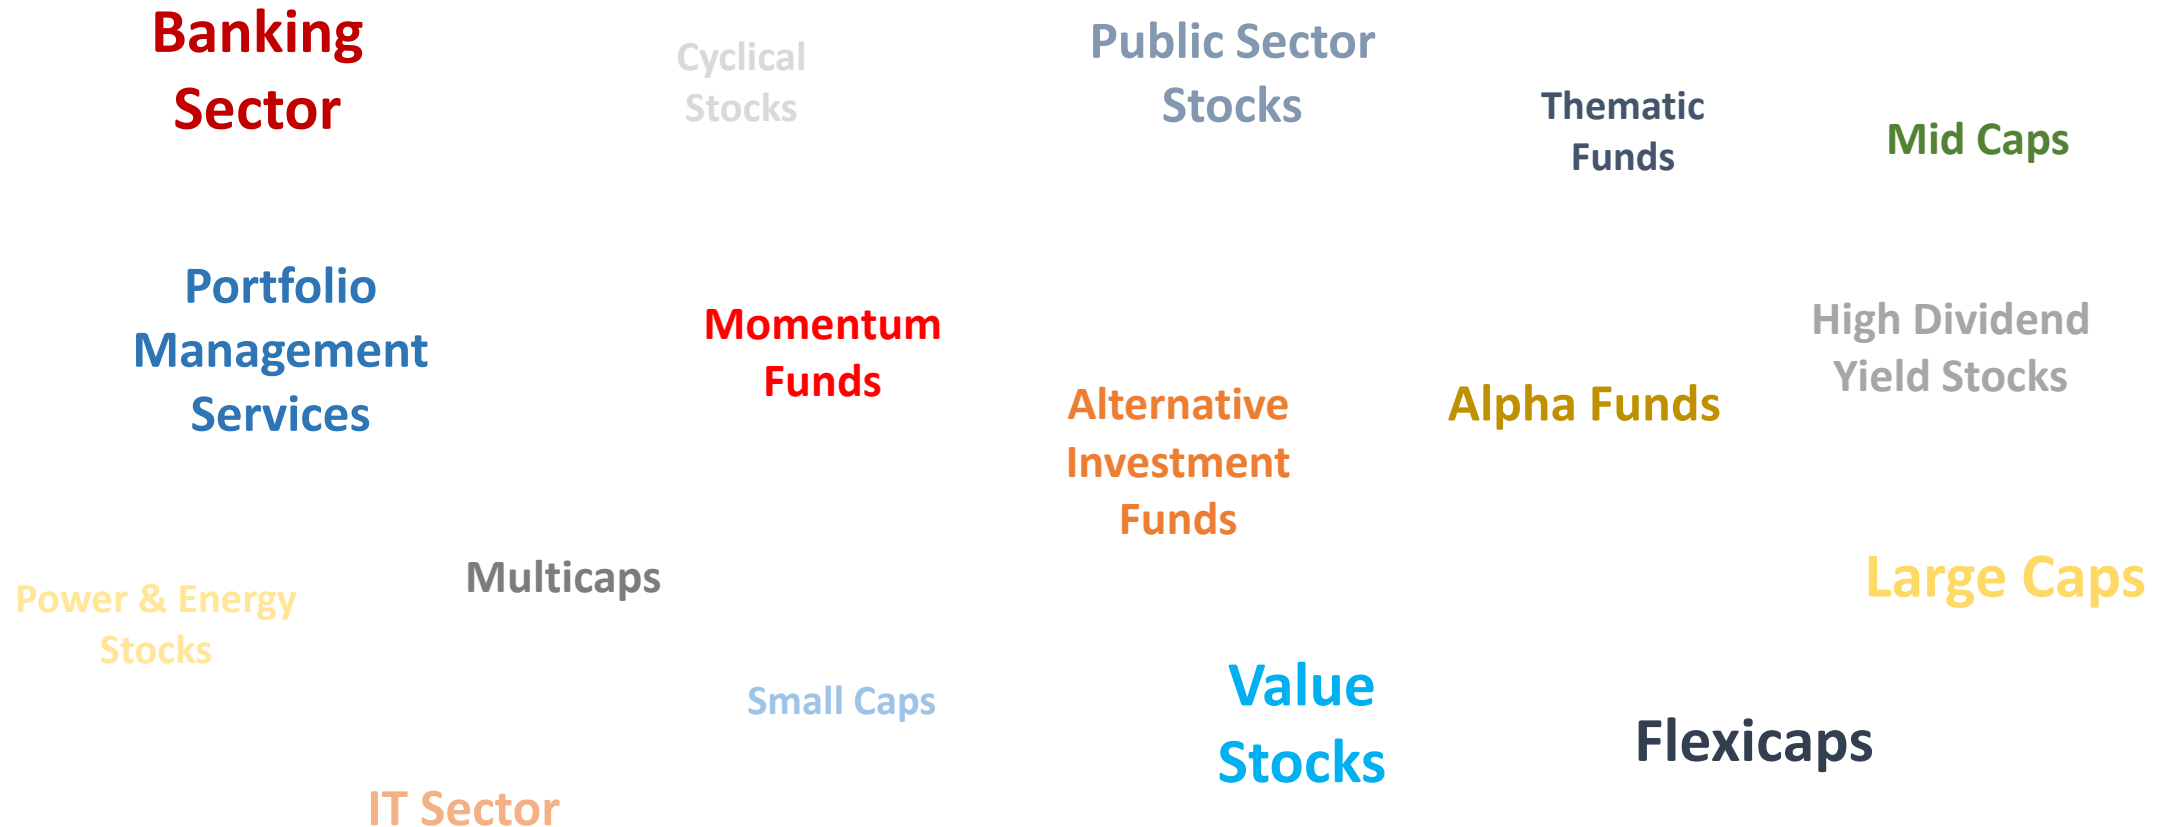 Banking
Sector
Cyclical
Stocks
Public Sector
Stocks
Thematic
Funds
Mid Caps
Portfolio
Management
Services
Momentum
Funds
Alternative
Investment
Funds
Alpha Funds
High Dividend
Yield Stocks
Power & Energy
Stocks
Multicaps
Small Caps
Value
Stocks
Large Caps
Flexicaps
IT Sector